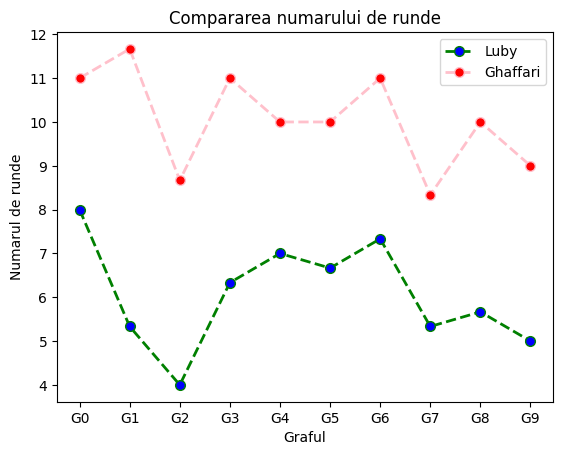 Compararea numarului de runde
Luby
Ghaffari
12
11
10
9
8
7
6
5
4
Numarul de runde
G0 G1 G2 G3 G4 G5 G6 G7 G8 G9
Graful